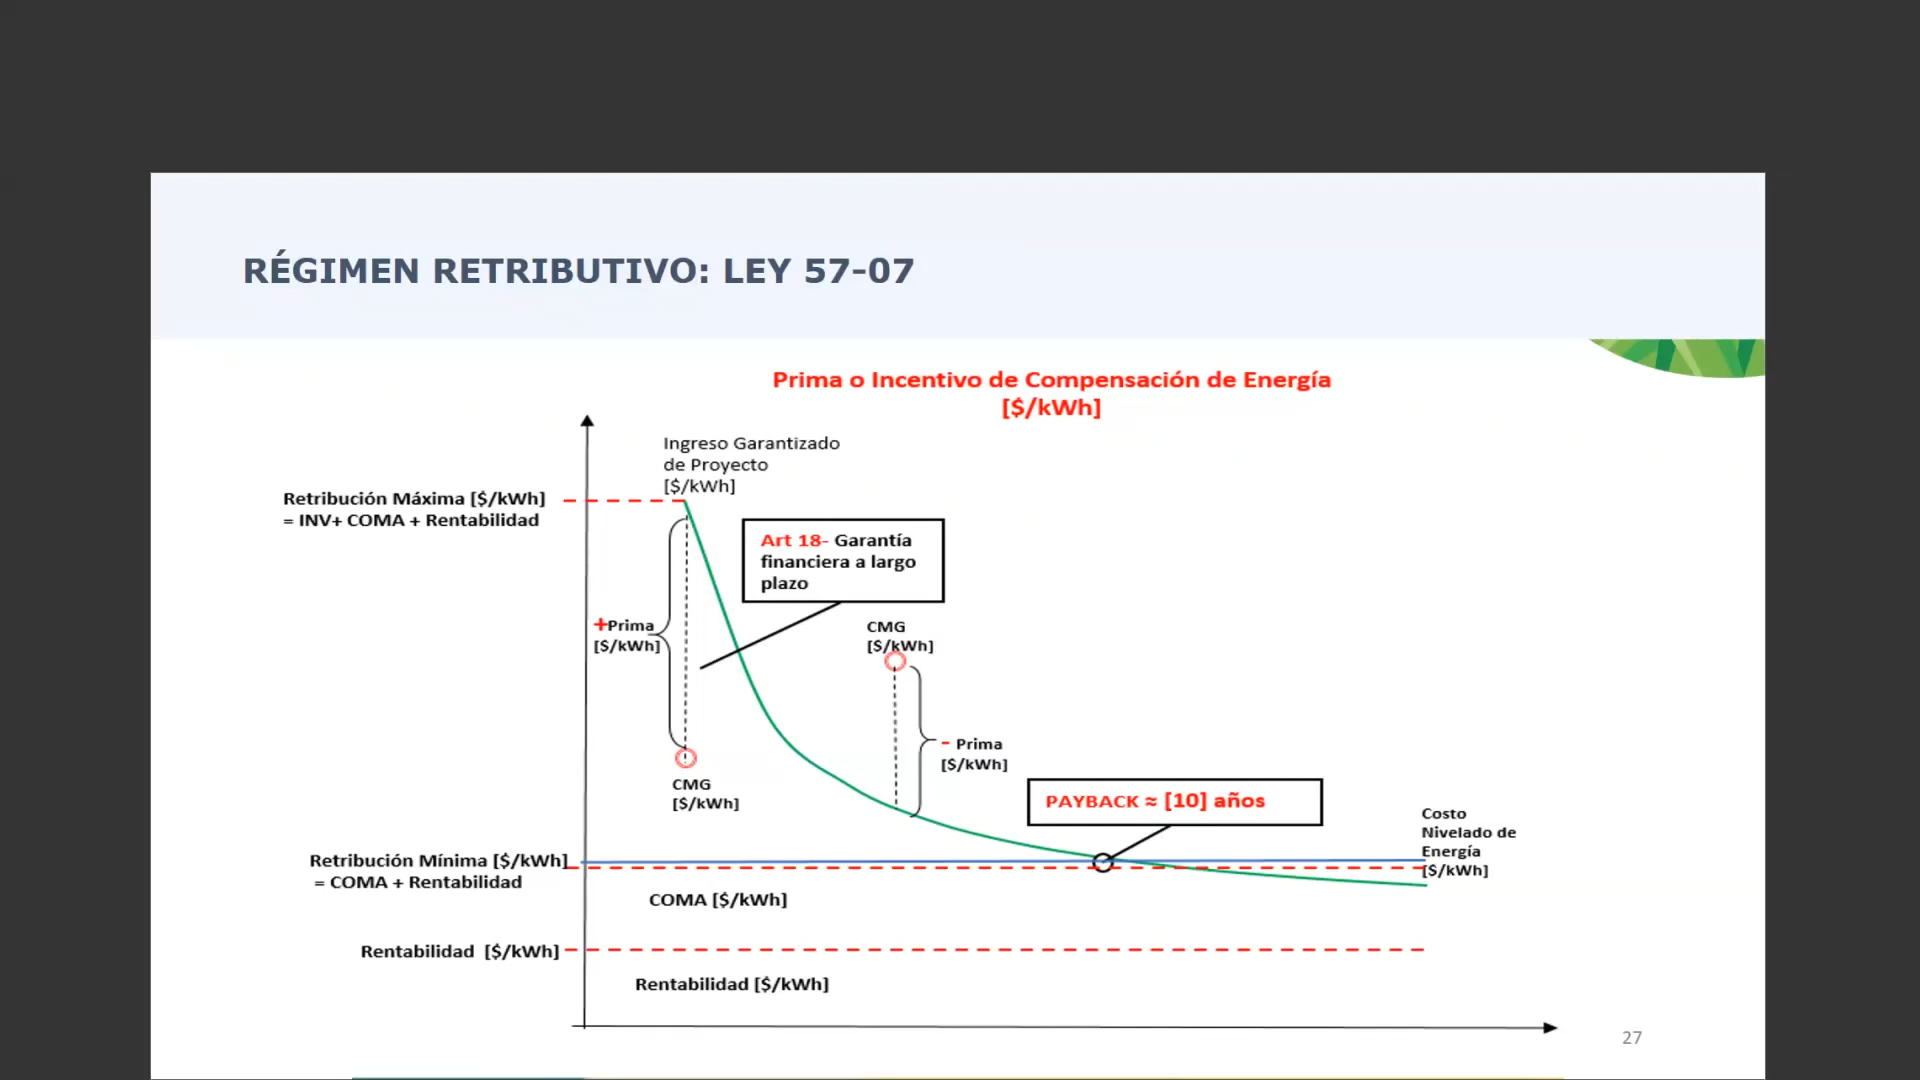 RÉGIMEN RETRIBUTIVO: LEY 57-07
Prima o Incentivo de Compensación de Energía
[$/kWh]
Ingreso Garantizado
de Proyecto
[$/kWh]
Retribución Máxima [$/kWh]
= INV+ COMA + Rentabilidad
Art 18- Garantía
financiera a largo
plazo
+Prima
[$/kWh]
CMG
[$/kWh]
- Prima
[$/kWh]
CMG
[$/kWh]
PAYBACK ≈ [10] años
Costo
Nivelado de
Energía
[$/kWh]
Retribución Mínima [$/kWh]
= COMA + Rentabilidad
COMA [$/kWh]
Rentabilidad [$/kWh]
Rentabilidad [$/kWh]
27